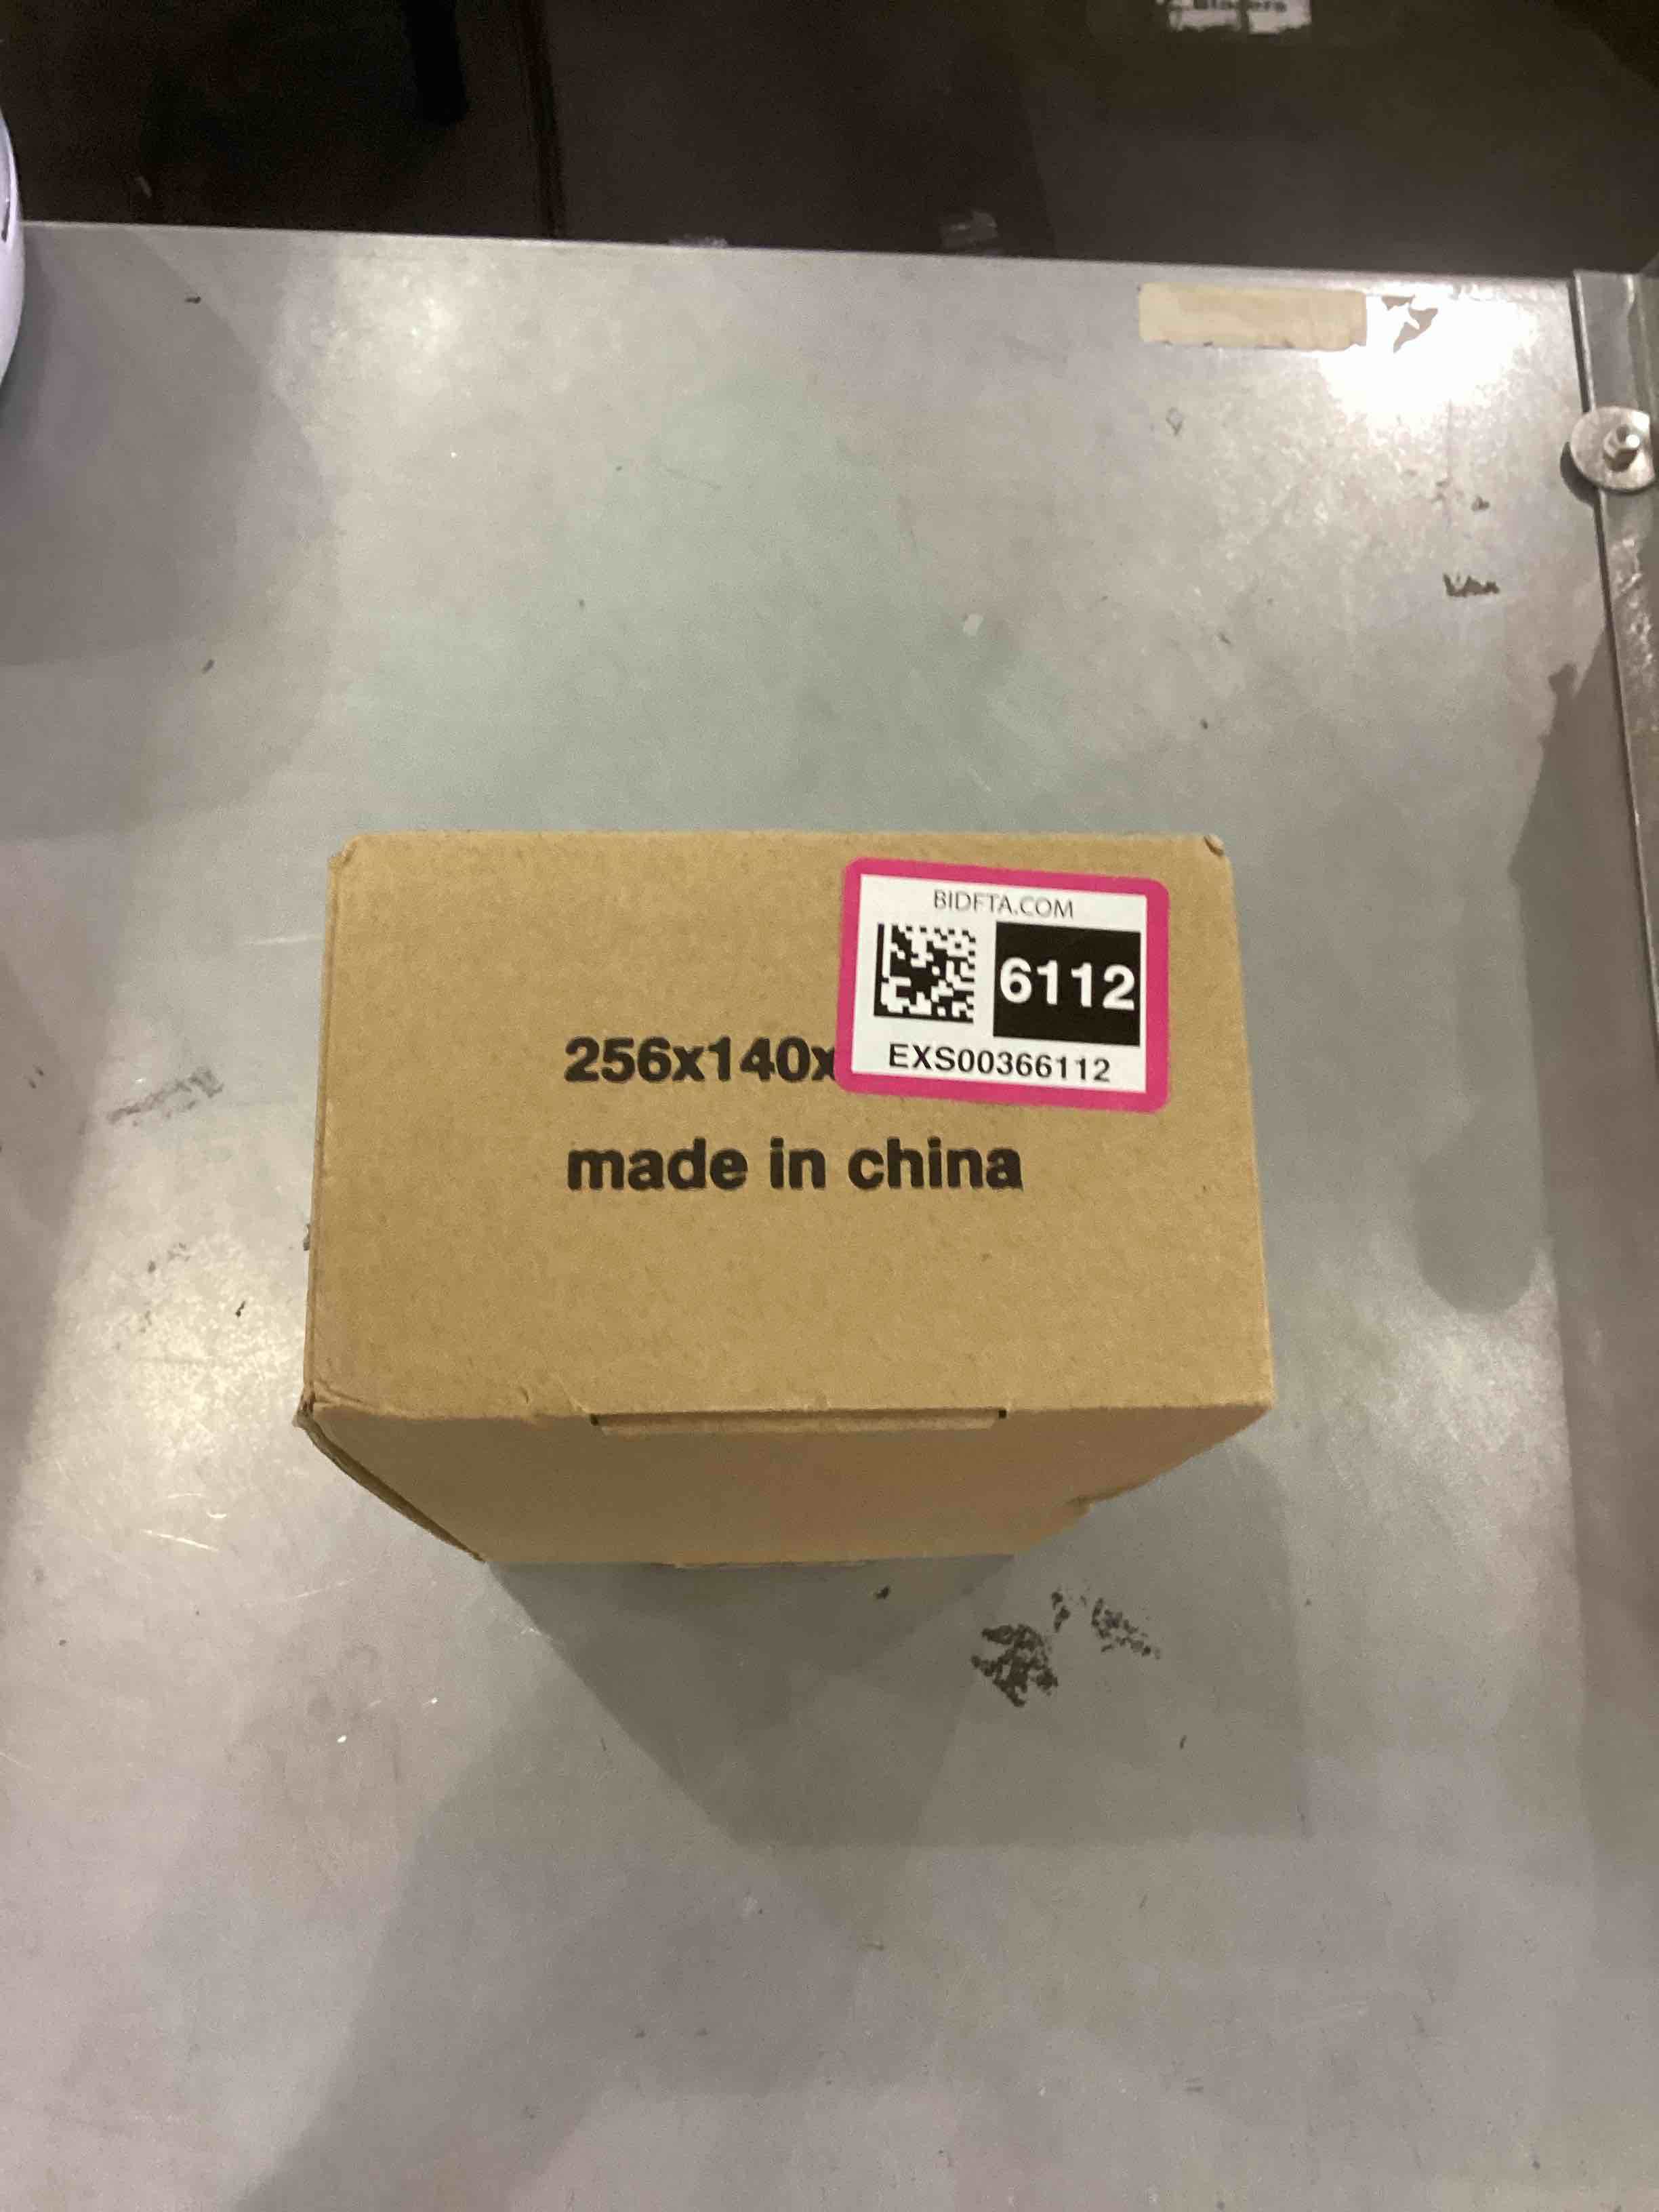 BIDFTA.COM
6112
EXS00366112
256x140x
made in china